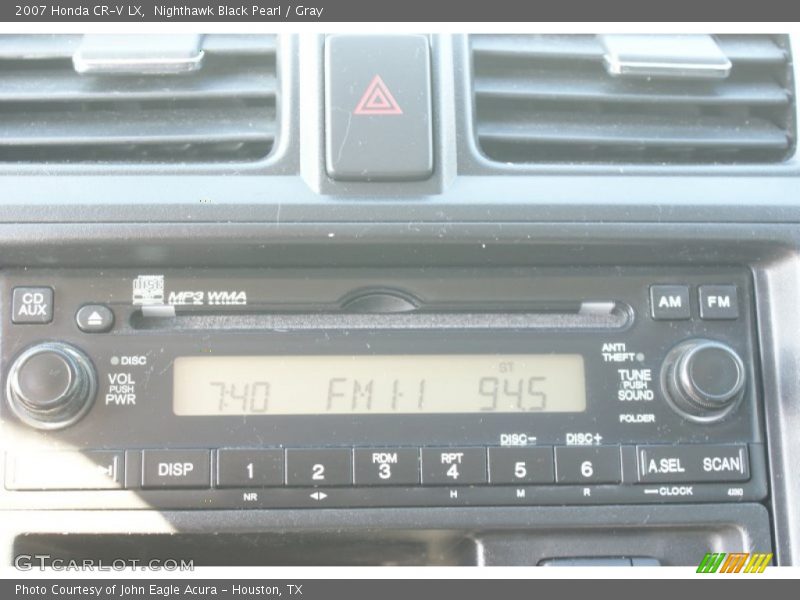 2007 Honda CR-V LX, Nighthawk Black Pearl / Gray
CD AUX
DISC
MP3 WMA
AM
FM
DISC
VOL
PUSH
PWR
7:40 FM1-1 94.5
ST
ANTI
THEFT
TUNE
PUSH
SOUND
FOLDER
DISC-
DISC+
DISP
1
2
RDM
3
RPT
4
5
6
A.SEL
SCAN
NR
H
M
R
CLOCK
GTCarLot.com
Photo Courtesy of John Eagle Acura - Houston, TX